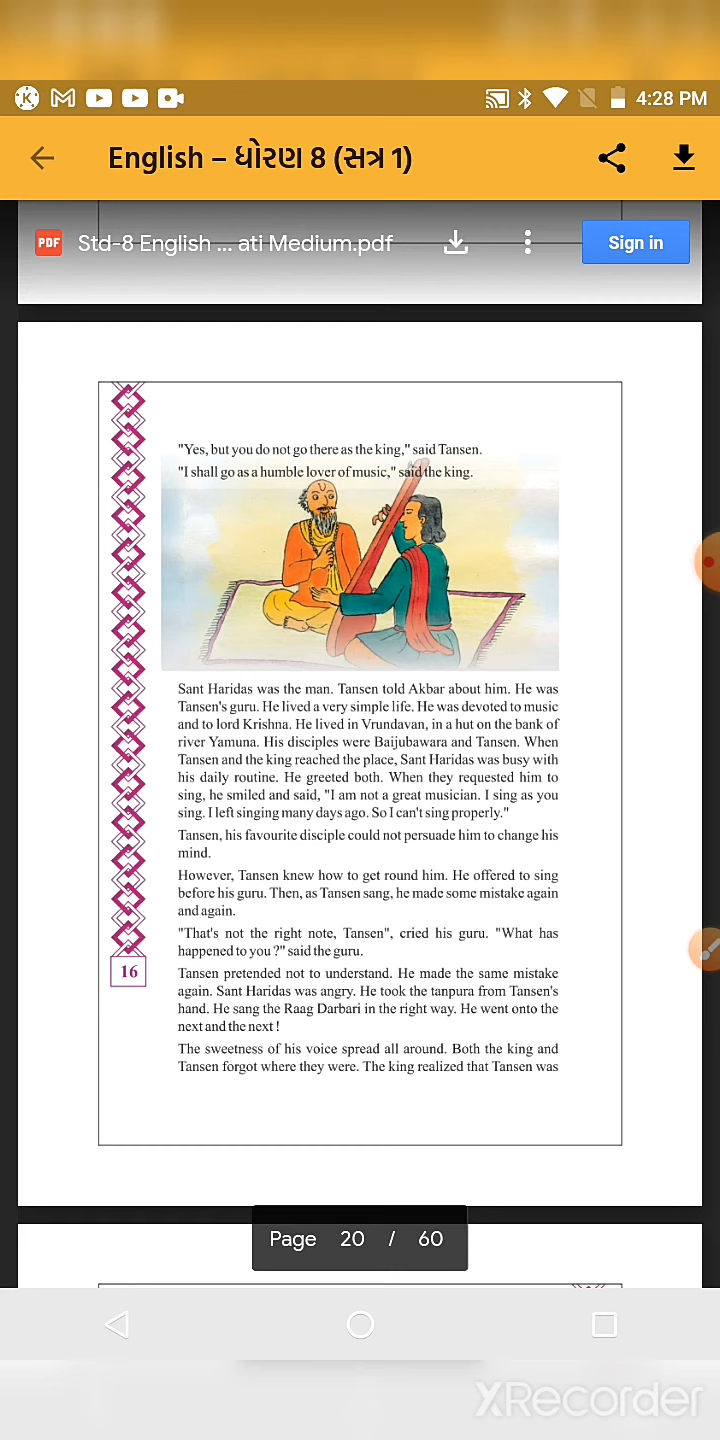 4:28 PM
English – ધોરણ 8 (સત્ર 1)
PDF Std-8 English ... ati Medium.pdf Sign in
"Yes, but you do not go there as the king," said Tansen.
"I shall go as a humble lover of music," said the king.
Sant Haridas was the man. Tansen told Akbar about him. He was
Tansen's guru. He lived a very simple life. He was devoted to music
and to lord Krishna. He lived in Vrundavan, in a hut on the bank of
river Yamuna. His disciples were Baijubawara and Tansen. When
Tansen and the king reached the place, Sant Haridas was busy with
his daily routine. He greeted both. When they requested him to
sing, he smiled and said, "I am not a great musician. I sing as you
sing. I left singing many days ago. So I can't sing properly."
Tansen, his favourite disciple could not persuade him to change his
mind.
However, Tansen knew how to get round him. He offered to sing
before his guru. Then, as Tansen sang, he made some mistake again
and again.
"That's not the right note, Tansen", cried his guru. "What has
happened to you ?" said the guru.
16
Tansen pretended not to understand. He made the same mistake
again. Sant Haridas was angry. He took the tanpura from Tansen's
hand. He sang the Raag Darbari in the right way. He went onto the
next and the next !
The sweetness of his voice spread all around. Both the king and
Tansen forgot where they were. The king realized that Tansen was
Page 20 / 60
XRecorder